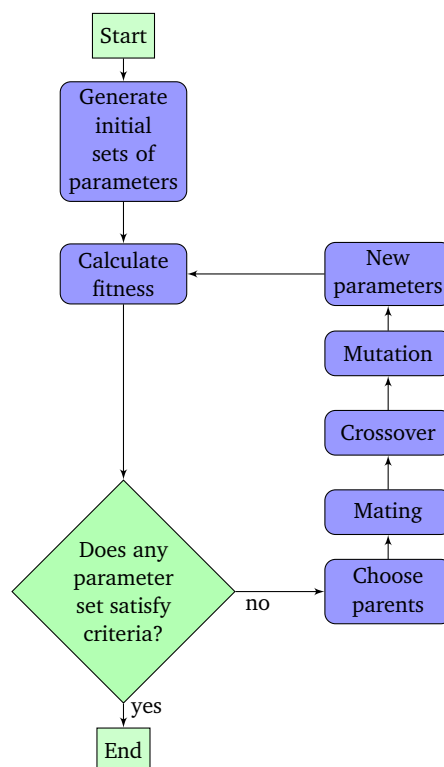 Start
Generate
initial
sets of
parameters
Calculate
fitness
New
parameters
Mutation
Crossover
Mating
Choose
parents
Does any
parameter
set satisfy
criteria?
no
yes
End